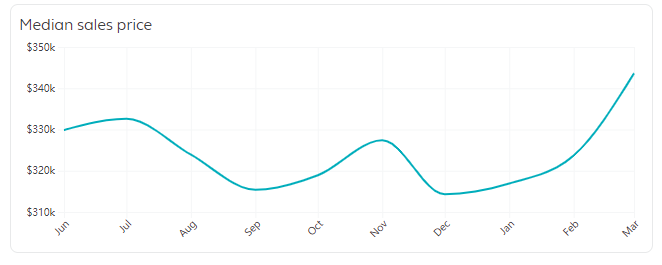 Median sales price
$350k
$340k
$330k
$320k
$310k
Jun Jul Aug Sep Oct Nov Dec Jan Feb Mar